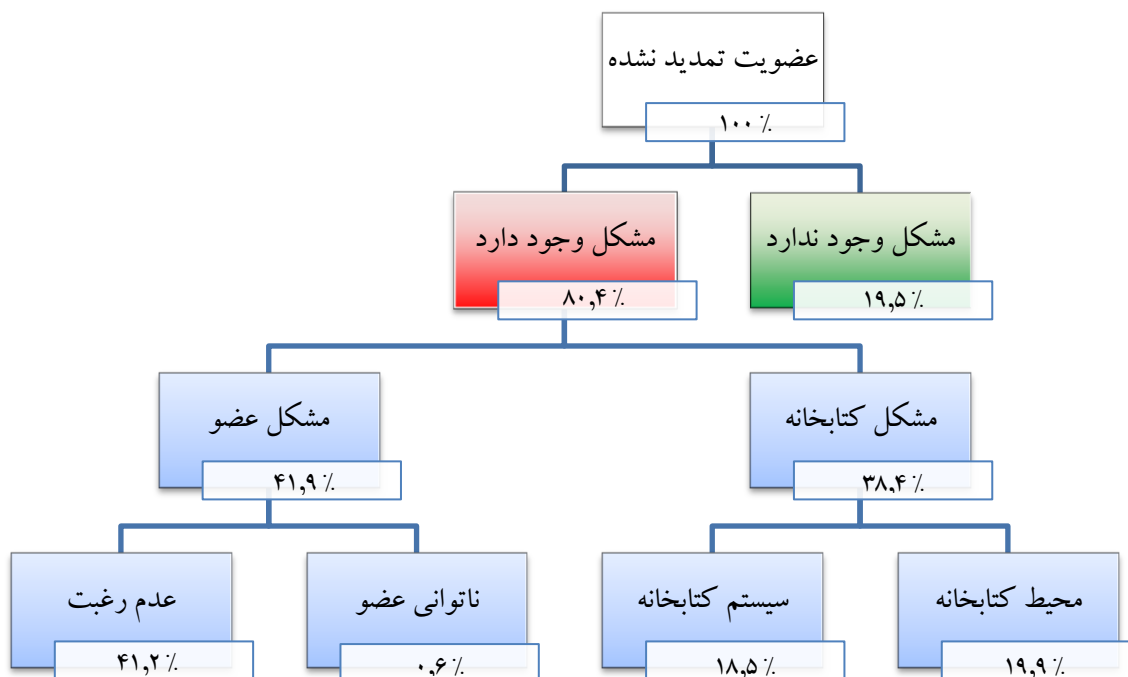 عضویت تمدید نشده
۱۰۰ ٪
مشکل وجود ندارد
۱۹,۵ ٪
مشکل وجود دارد
۸۰,۴ ٪
مشکل کتابخانه
۳۸,۴ ٪
مشکل عضو
۴۱,۹ ٪
محیط کتابخانه
۱۹,۹ ٪
سیستم کتابخانه
۱۸,۵ ٪
ناتوانی عضو
۰,۶ ٪
عدم رغبت
۴۱,۲ ٪